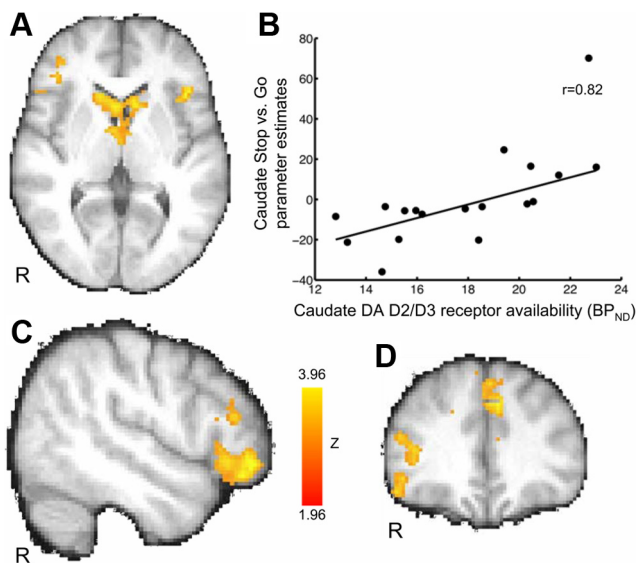 A
R
B
Caudate Stop vs. Go
parameter estimates
80
60
40
20
0
−20
−40
r=0.82
12
14
16
18
20
22
24
Caudate DA D2/D3 receptor availability (BPND)
C
R
3.96
Z
1.96
D
R